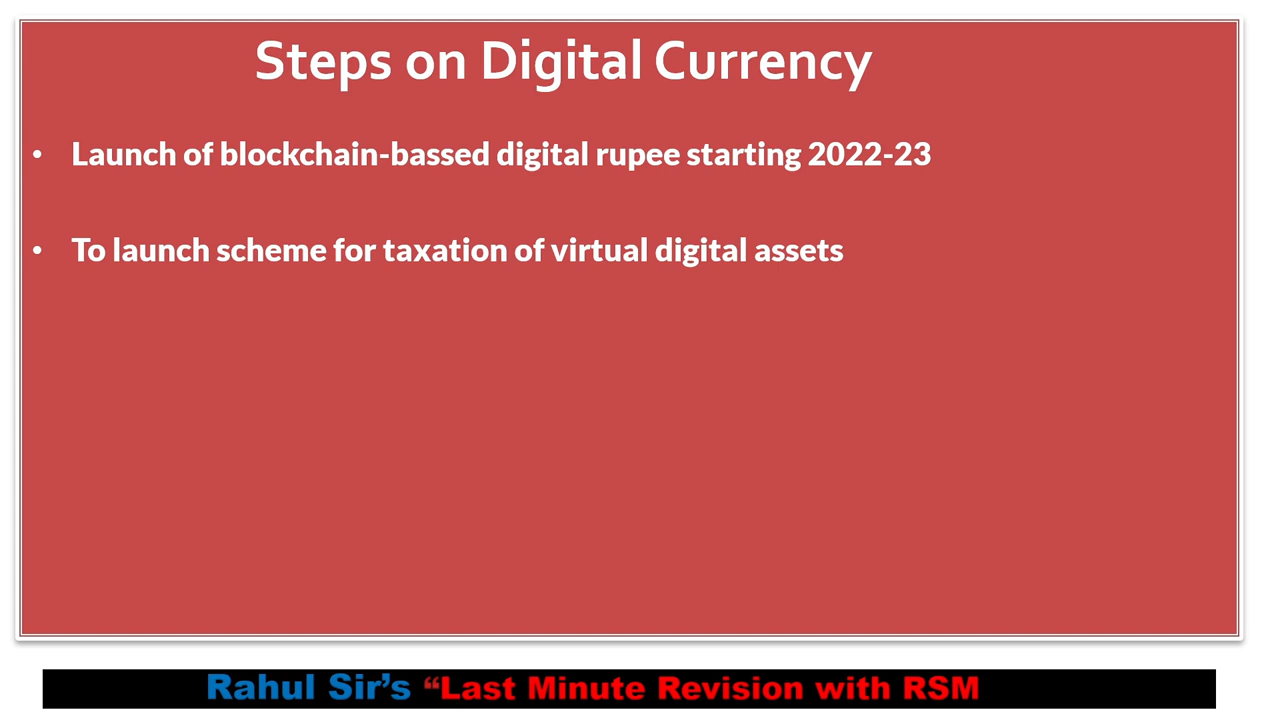 Steps on Digital Currency
• Launch of blockchain-bassed digital rupee starting 2022-23
• To launch scheme for taxation of virtual digital assets
Rahul Sir’s “Last Minute Revision with RSM